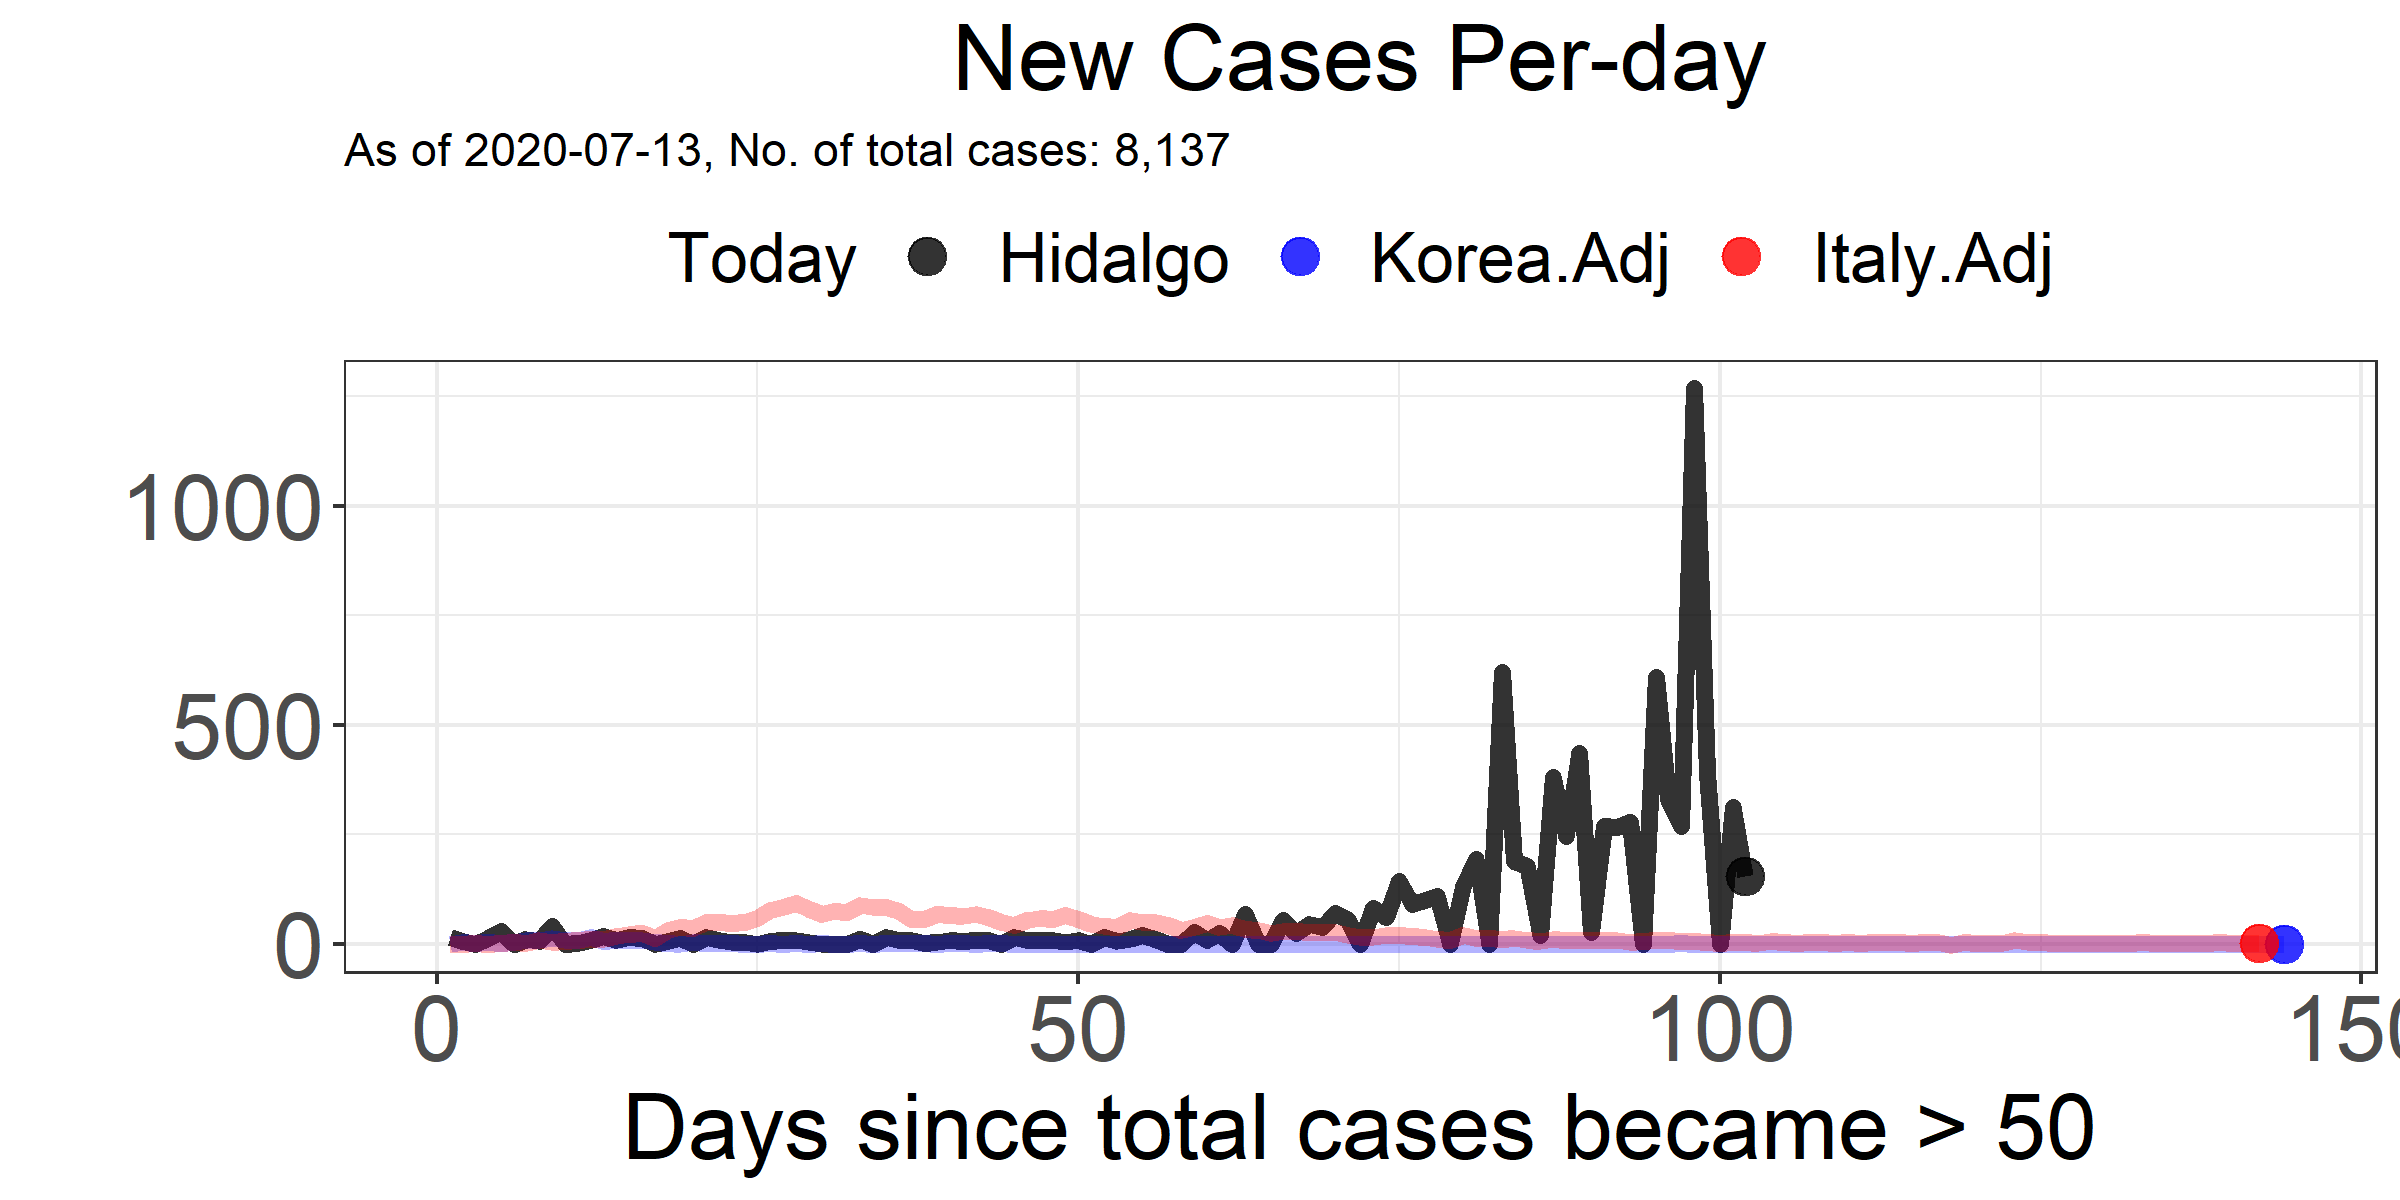 New Cases Per-day
As of 2020-07-13, No. of total cases: 8,137
Today Hidalgo Korea.Adj Italy.Adj
1000
500
0
0 50 100 150
Days since total cases became > 50